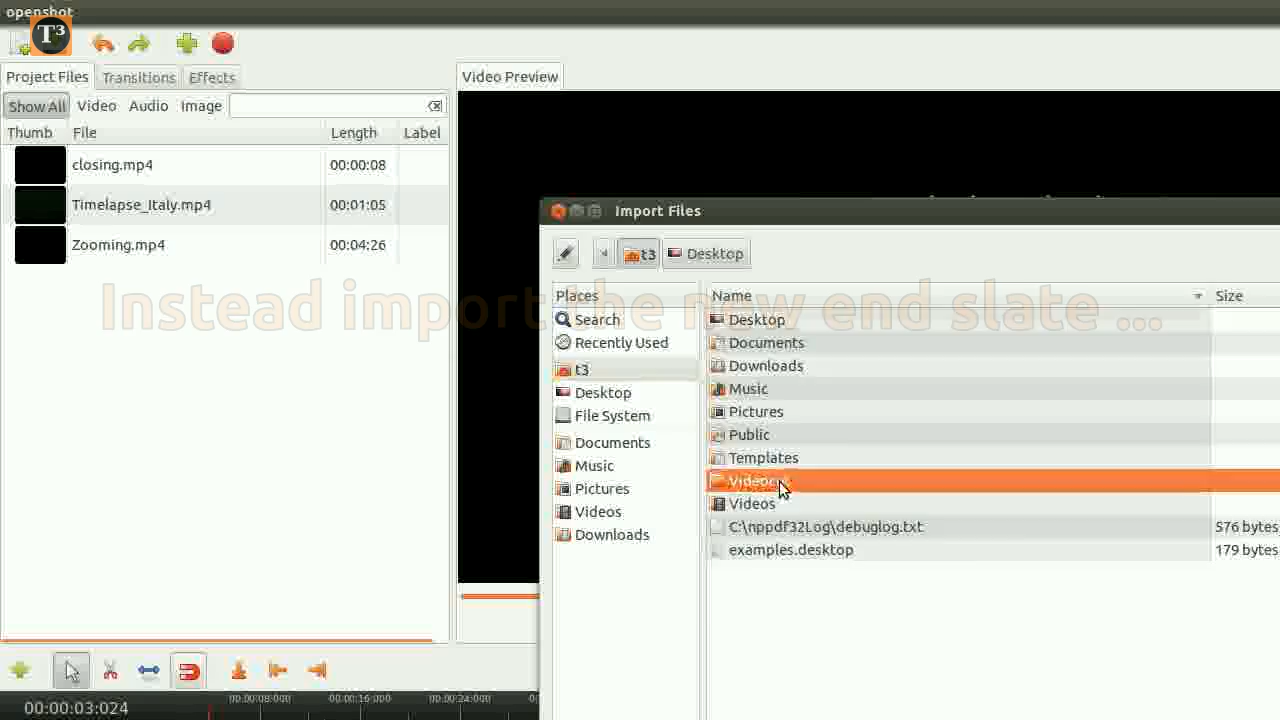 openshot
T³
Project Files
Transitions
Effects
Video Preview
Show All
Video
Audio
Image
Thumb
File
Length
Label
closing.mp4
00:00:08
Timelapse_Italy.mp4
00:01:05
Zooming.mp4
00:04:26
Import Files
t3
Desktop
Instead import the new end slate ...
Places
Name
Size
Search
Recently Used
t3
Desktop
File System
Documents
Music
Pictures
Videos
Downloads
Desktop
Documents
Downloads
Music
Pictures
Public
Templates
Videos
C:\nppdf32Log\debuglog.txt
576 bytes
examples.desktop
179 bytes
00:00:03:024
00:00:08:000
00:00:16:000
00:00:24:000